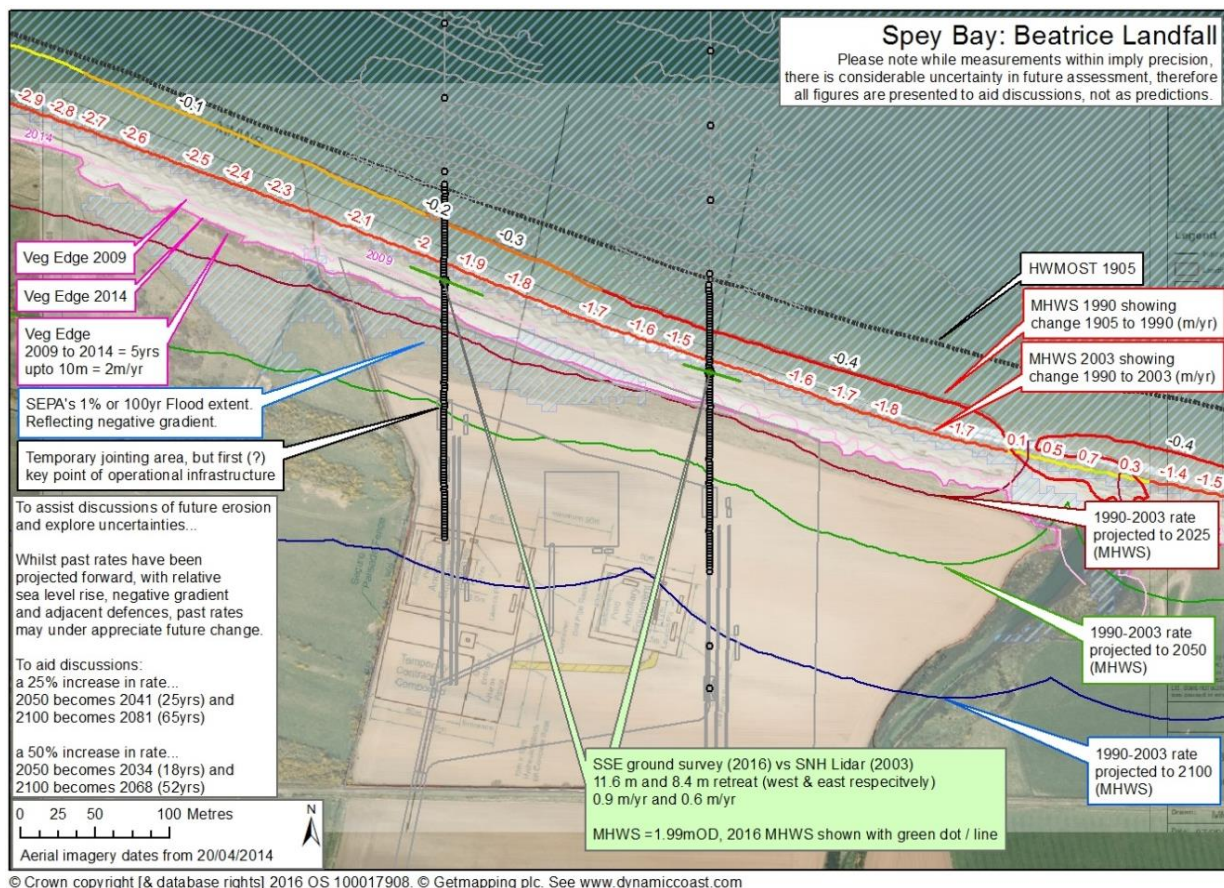 Spey Bay: Beatrice Landfall
Please note while measurements within imply precision,
there is considerable uncertainty in future assessment, therefore
all figures are presented to aid discussions, not as predictions.
-0.1
-0.2
-0.3
-0.4
-0.4
-2.9
-2.8
-2.7
-2.6
-2.5
-2.4
-2.3
-2.1
-2
-1.9
-1.8
-1.7
-1.6
-1.5
-1.6
-1.7
-1.8
-1.7
0.1
0.5
0.7
0.3
-1.4
-1.5
2014
2009
Legend
Veg Edge 2009
Veg Edge 2014
Veg Edge
2009 to 2014 = 5yrs
upto 10m = 2m/yr
SEPA's 1% or 100yr Flood extent.
Reflecting negative gradient.
Temporary jointing area, but first (?)
key point of operational infrastructure
HWMOST 1905
MHWS 1990 showing
change 1905 to 1990 (m/yr)
MHWS 2003 showing
change 1990 to 2003 (m/yr)
1990-2003 rate
projected to 2025
(MHWS)
1990-2003 rate
projected to 2050
(MHWS)
1990-2003 rate
projected to 2100
(MHWS)
To assist discussions of future erosion
and explore uncertainties...
Whilst past rates have been
projected forward, with relative
sea level rise, negative gradient
and adjacent defences, past rates
may under appreciate future change.
To aid discussions:
a 25% increase in rate...
2050 becomes 2041 (25yrs) and
2100 becomes 2081 (65yrs)
a 50% increase in rate...
2050 becomes 2034 (18yrs) and
2100 becomes 2068 (52yrs)
SSE ground survey (2016) vs SNH Lidar (2003)
11.6 m and 8.4 m retreat (west & east respecitvely)
0.9 m/yr and 0.6 m/yr
MHWS =1.99mOD, 2016 MHWS shown with green dot / line
0 25 50 100 Metres
N
Aerial imagery dates from 20/04/2014
© Crown copyright [& database rights] 2016 OS 100017908. © Getmapping plc. See www.dynamiccoast.com